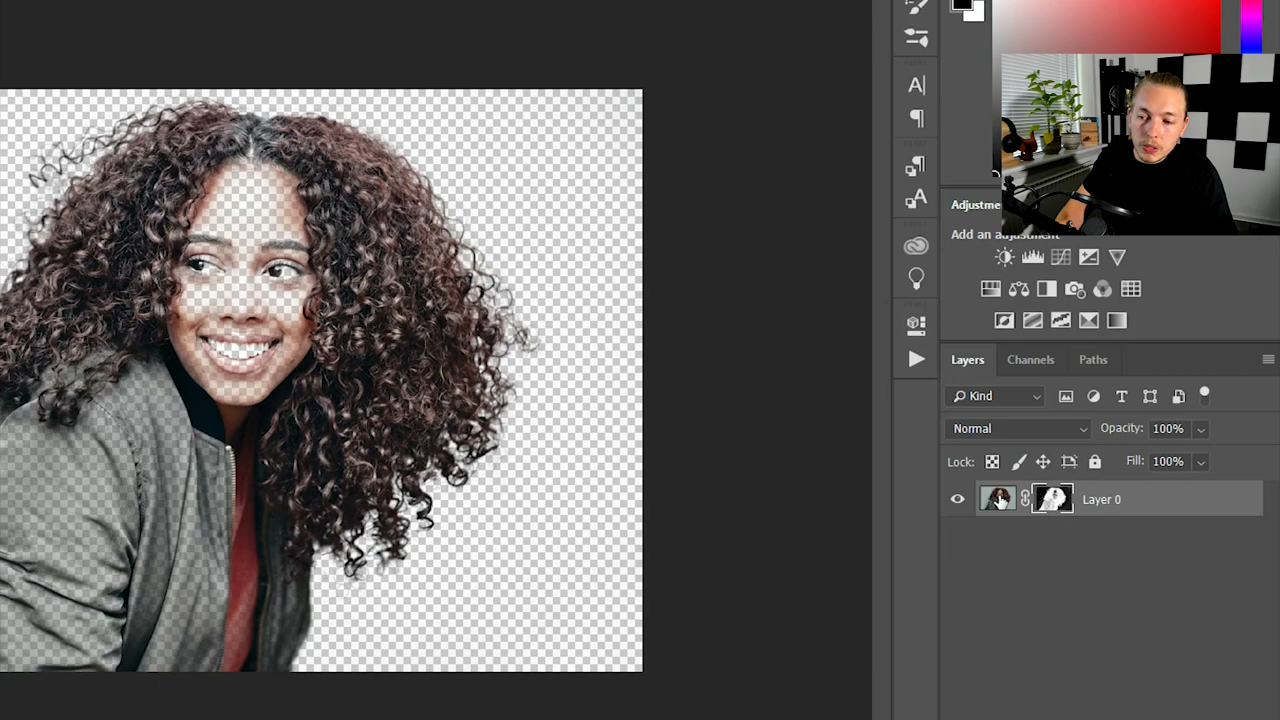 Adjustme
Add an adjustment
Layers Channels Paths
Kind
Normal Opacity: 100%
Lock: Fill: 100%
Layer 0